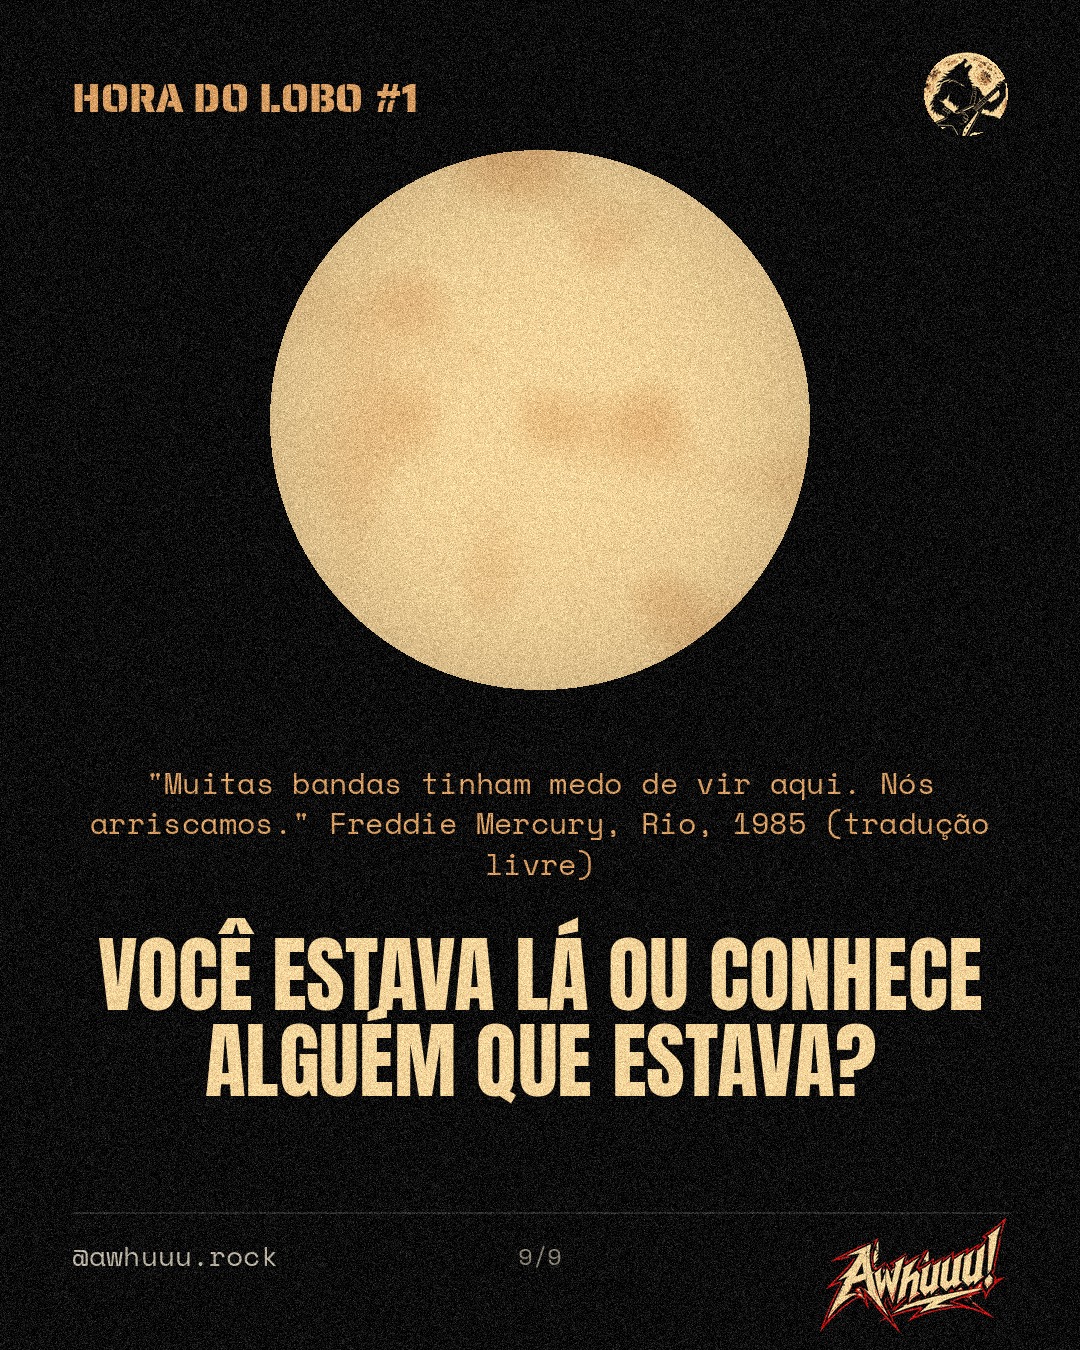 HORA DO LOBO #1
"Muitas bandas tinham medo de vir aqui. Nós
arriscamos." Freddie Mercury, Rio, 1985 (tradução
livre)
VOCÊ ESTAVA LÁ OU CONHECE
ALGUÉM QUE ESTAVA?
@awhuuu.rock
9/9
Awhuuu!